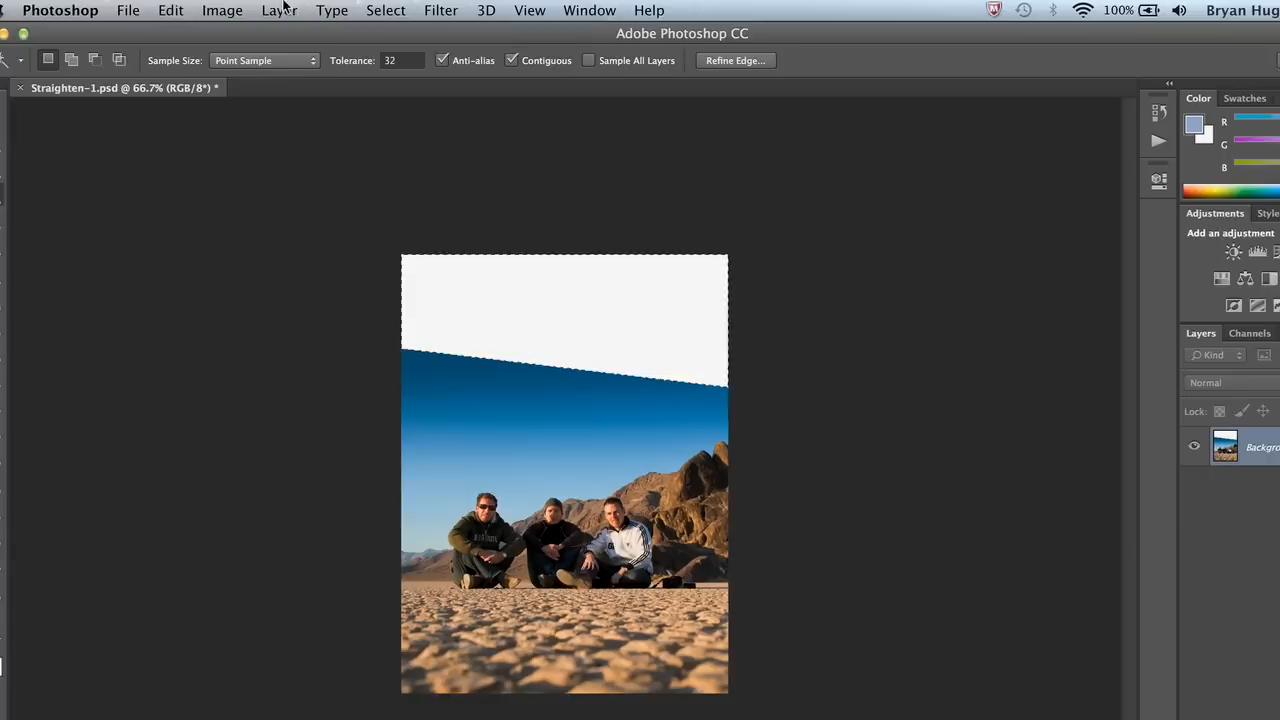 Photoshop File Edit Image Layer Type Select Filter 3D View Window Help 100% Bryan Hug
Adobe Photoshop CC
Sample Size: Point Sample Tolerance: 32 Anti-alias Contiguous Sample All Layers Refine Edge...
× Straighten-1.psd @ 66.7% (RGB/8*) *
Color Swatches
R
G
B
Adjustments Style
Add an adjustment
Layers Channels
Kind
Normal
Lock:
Backgro